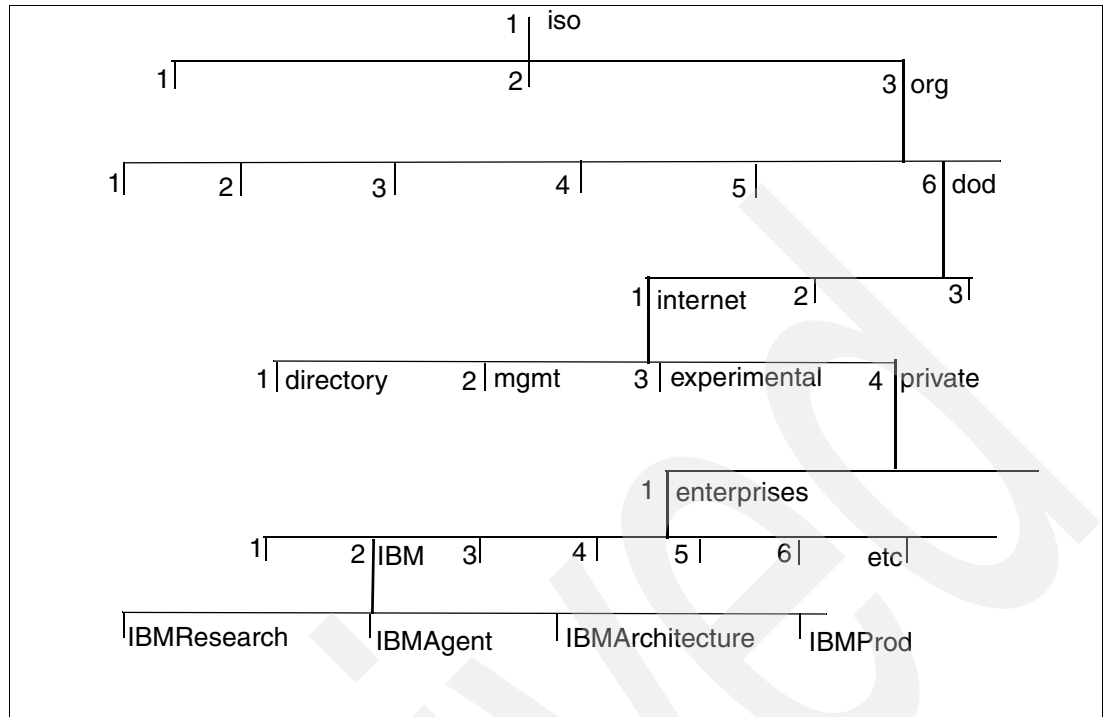 1 iso
1 2 3 org
1 2 3 4 5 6 dod
1 internet 2 3
1 directory 2 mgmt 3 experimental 4 private
1 enterprises
1 2 IBM 3 4 5 6 etc
IBMResearch IBMAgent IBMArchitecture IBMProd